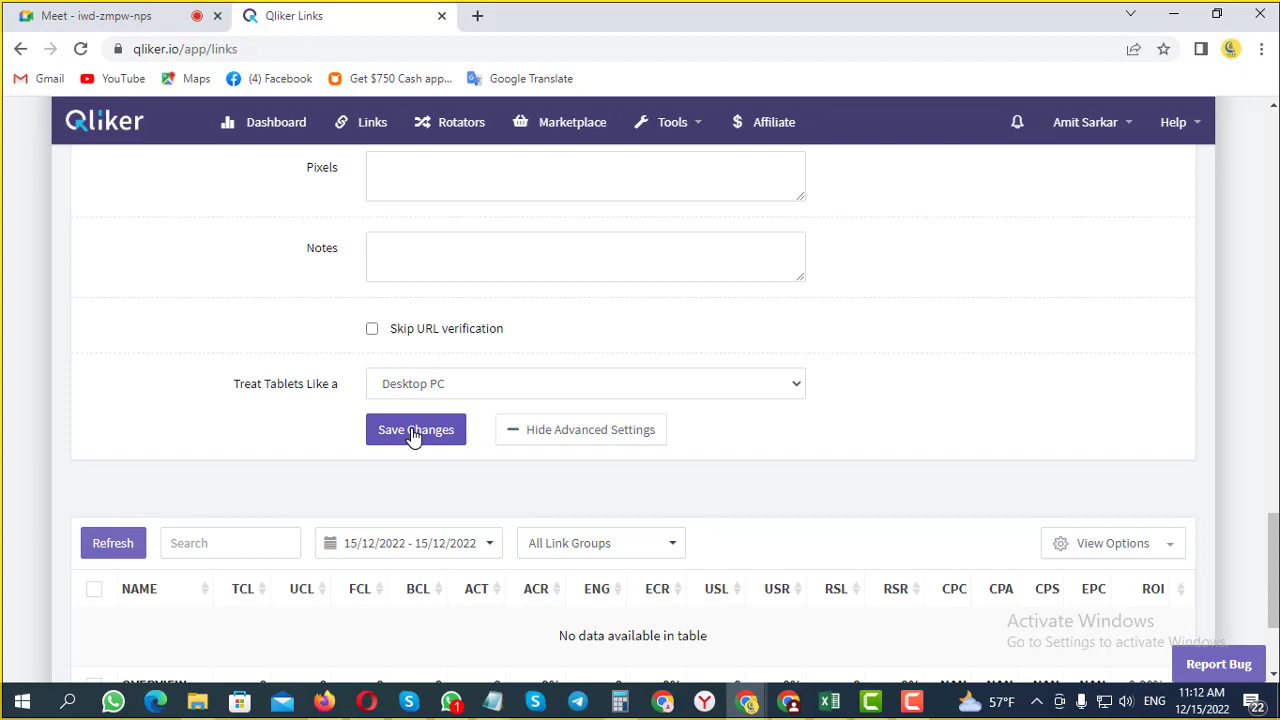 Meet - iwd-zmpw-nps
Qliker Links
qliker.io/app/links
Gmail YouTube Maps (4) Facebook Get $750 Cash app... Google Translate
Qliker Dashboard Links Rotators Marketplace Tools $ Affiliate Amit Sarkar Help
Pixels
Notes
Skip URL verification
Treat Tablets Like a Desktop PC
Save Changes Hide Advanced Settings
Refresh Search 15/12/2022 - 15/12/2022 All Link Groups View Options
NAME TCL UCL FCL BCL ACT ACR ENG ECR USL USR RSL RSR CPC CPA CPS EPC ROI
No data available in table
Activate Windows
Go to Settings to activate Windows.
Report Bug
1
57°F ENG 11:12 AM
12/15/2022
22